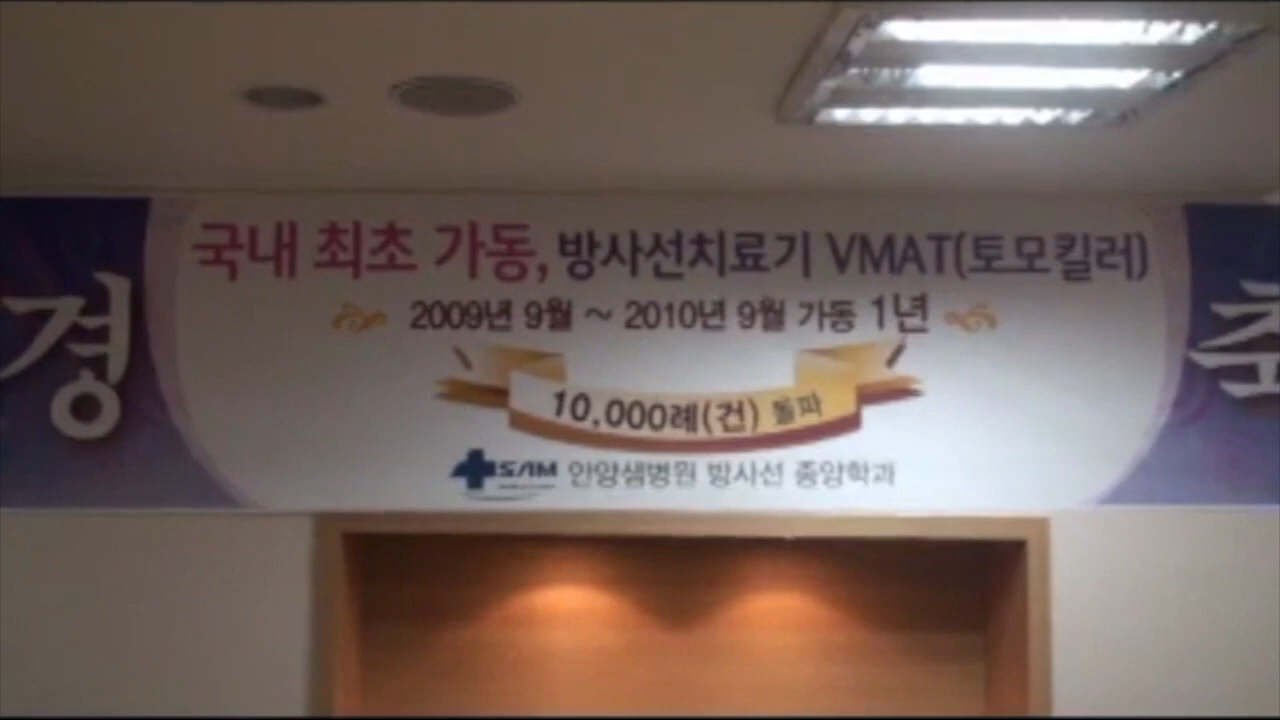 경 축
국내 최초 가동, 방사선치료기 VMAT(토모킬러)
2009년 9월 ~ 2010년 9월 가동 1년
10,000례(건) 돌파
SAM 안양샘병원 방사선 종양학과